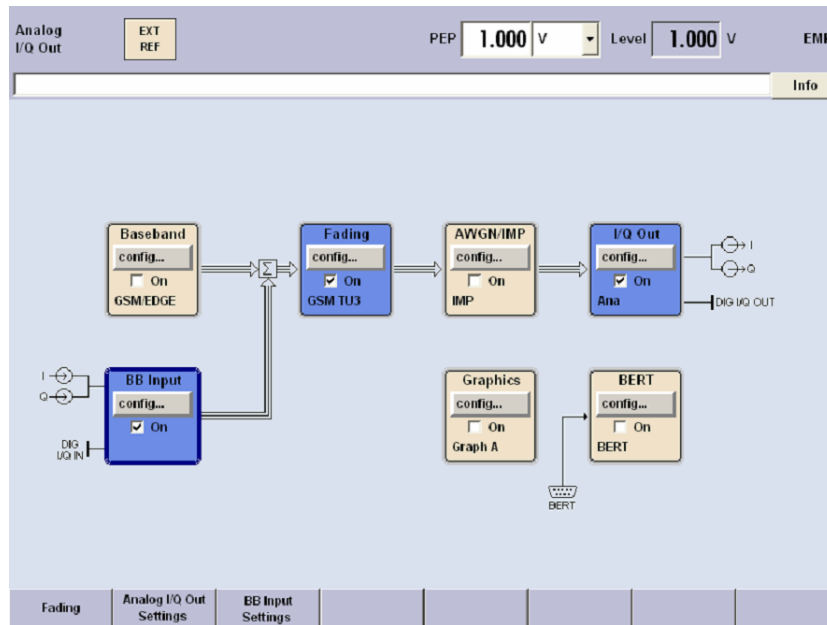 Analog
I/Q Out
EXT
REF
PEP 1.000 V Level 1.000 V
Info
Baseband
config...
On
GSM/EDGE
Σ
Fading
config...
On
GSM TU3
AWGN/IMP
config...
On
IMP
I/Q Out
config...
On
Ana
I
Q
DIG I/Q OUT
I
Q
DIG
I/Q IN
BB Input
config...
On
Graphics
config...
On
Graph A
BERT
config...
On
BERT
BERT
Fading
Analog I/Q Out
Settings
BB Input
Settings